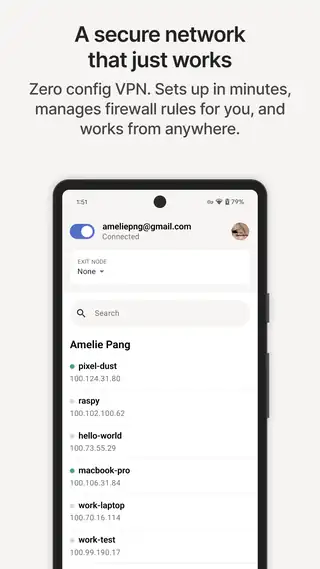 A secure network
that just works
Zero config VPN. Sets up in minutes,
manages firewall rules for you, and
works from anywhere.
1:51
79%
ameliepng@gmail.com
Connected
EXIT NODE
None
Search
Amelie Pang
pixel-dust
100.124.31.80
raspy
100.102.100.62
hello-world
100.73.55.29
macbook-pro
100.106.31.84
work-laptop
100.70.16.114
work-test
100.99.190.17